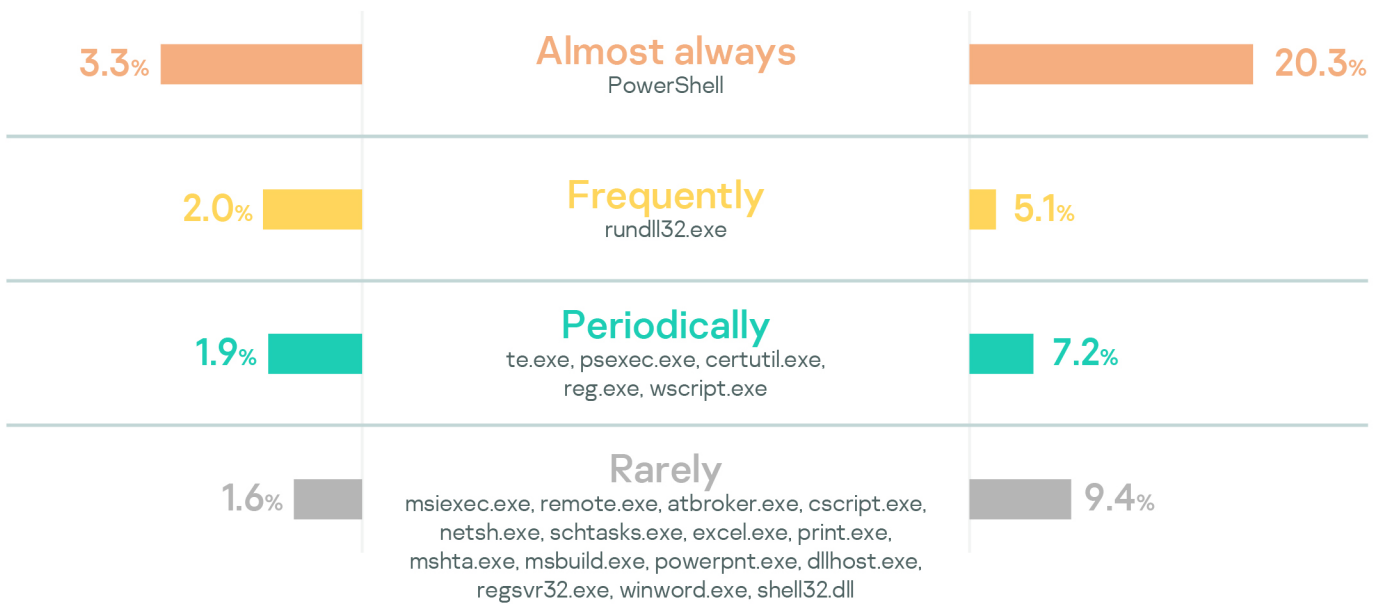 Almost always
3.3% PowerShell 20.3%
Frequently
2.0% rundll32.exe 5.1%
Periodically
1.9% te.exe, psexec.exe, certutil.exe, 7.2%
reg.exe, wscript.exe
Rarely
1.6% msiexec.exe, remote.exe, atbroker.exe, cscript.exe, 9.4%
netsh.exe, schtasks.exe, excel.exe, print.exe,
mshta.exe, msbuild.exe, powerpnt.exe, dllhost.exe,
regsvr32.exe, winword.exe, shell32.dll